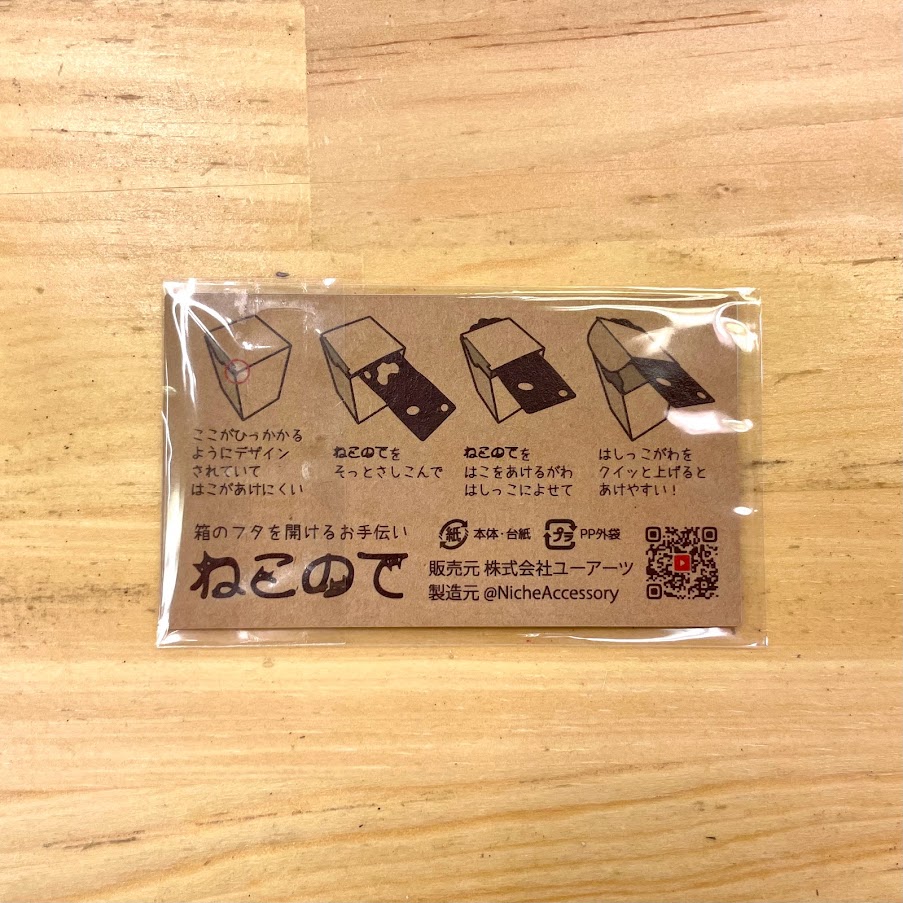 ここがひっかかる
ようにデザイン
されていて
はこがあけにくい
ねこのてを
そっとさしこんで
ねこのてを
はこをあけるがわ
はしっこによせて
はしっこがわを
クイッと上げると
あけやすい！
箱のフタを開けるお手伝い
ねこのて
紙 本体・台紙 プラ PP外袋
販売元 株式会社ユーアーツ
製造元 @NicheAccessory